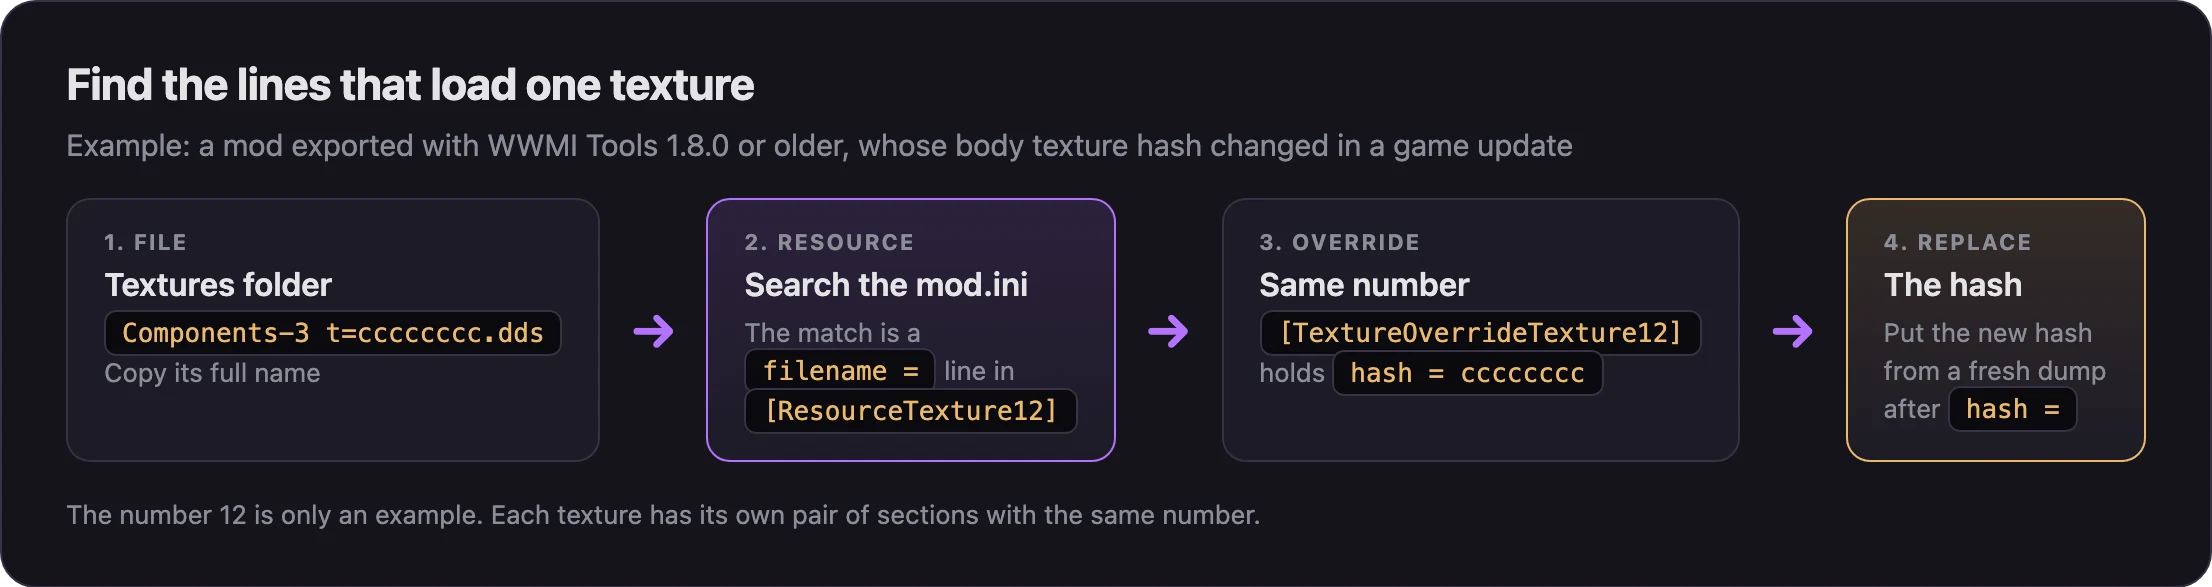 Find the lines that load one texture
Example: a mod exported with WWMI Tools 1.8.0 or older, whose body texture hash changed in a game update
1. FILE
Textures folder
Components-3 t=cccccccc.dds
Copy its full name
2. RESOURCE
Search the mod.ini
The match is a
filename = line in
[ResourceTexture12]
3. OVERRIDE
Same number
[TextureOverrideTexture12]
holds hash = cccccccc
4. REPLACE
The hash
Put the new hash
from a fresh dump
after hash =
The number 12 is only an example. Each texture has its own pair of sections with the same number.